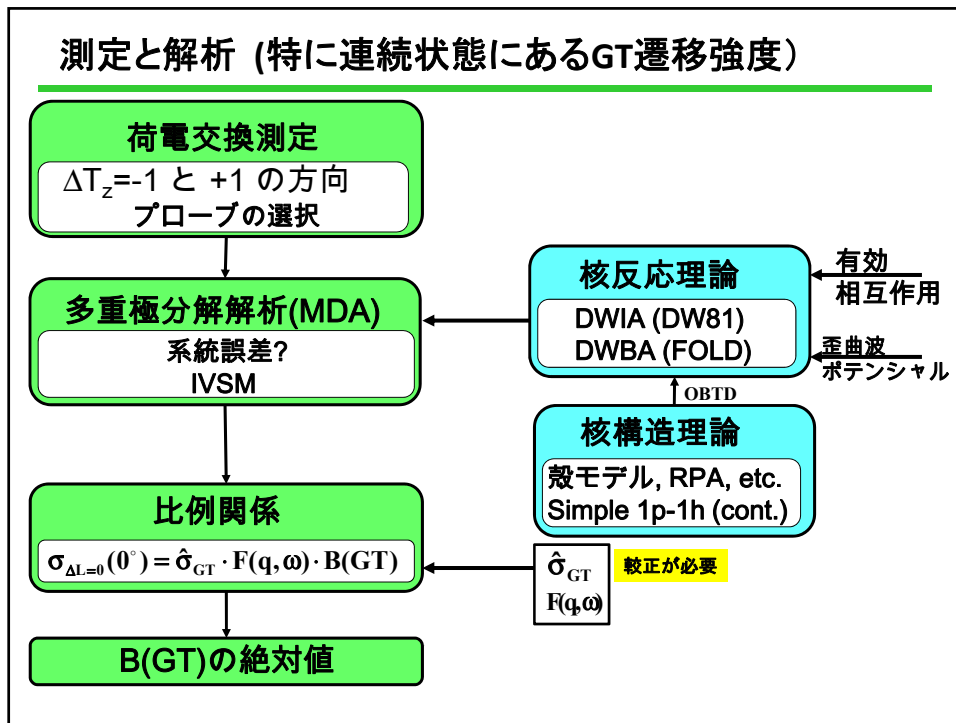 測定と解析 (特に連続状態にあるGT遷移強度）
荷電交換測定
ΔT_z=-1 と +1 の方向
プローブの選択
多重極分解解析(MDA)
系統誤差?
IVSM
比例関係
σ_{ΔL=0}(0°) = σ̂_{GT} · F(q,ω) · B(GT)
B(GT)の絶対値
核反応理論
DWIA (DW81)
DWBA (FOLD)
有効
相互作用
歪曲波
ポテンシャル
OBTD
核構造理論
殻モデル, RPA, etc.
Simple 1p-1h (cont.)
σ̂_{GT}
F(q,ω)
較正が必要